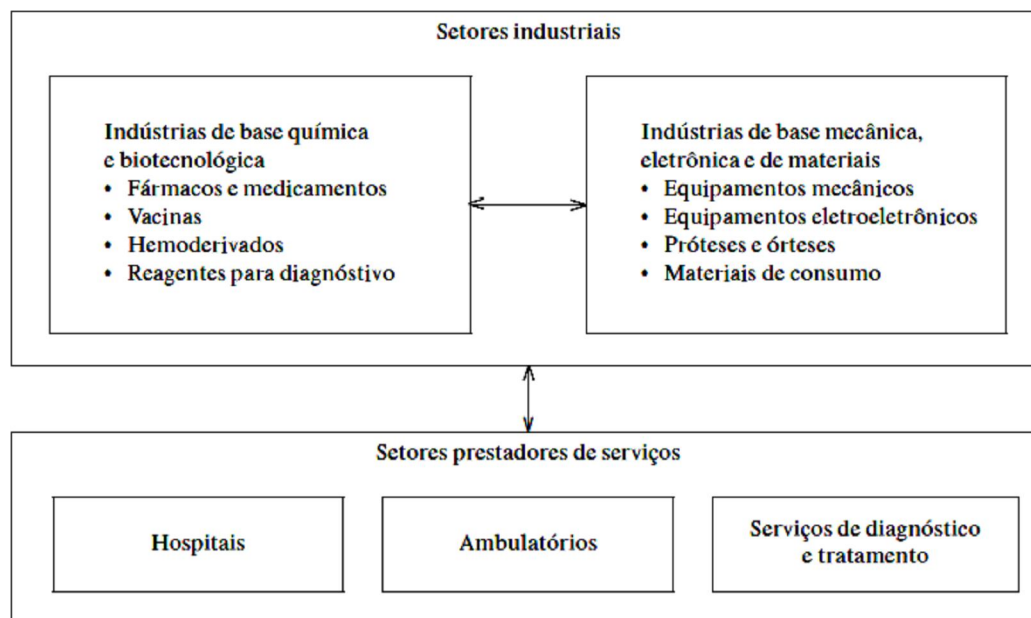 Setores industriais
Indústrias de base química
e biotecnológica
• Fármacos e medicamentos
• Vacinas
• Hemoderivados
• Reagentes para diagnóstivo
Indústrias de base mecânica,
eletrônica e de materiais
• Equipamentos mecânicos
• Equipamentos eletroeletrônicos
• Próteses e órteses
• Materiais de consumo
Setores prestadores de serviços
Hospitais
Ambulatórios
Serviços de diagnóstico
e tratamento